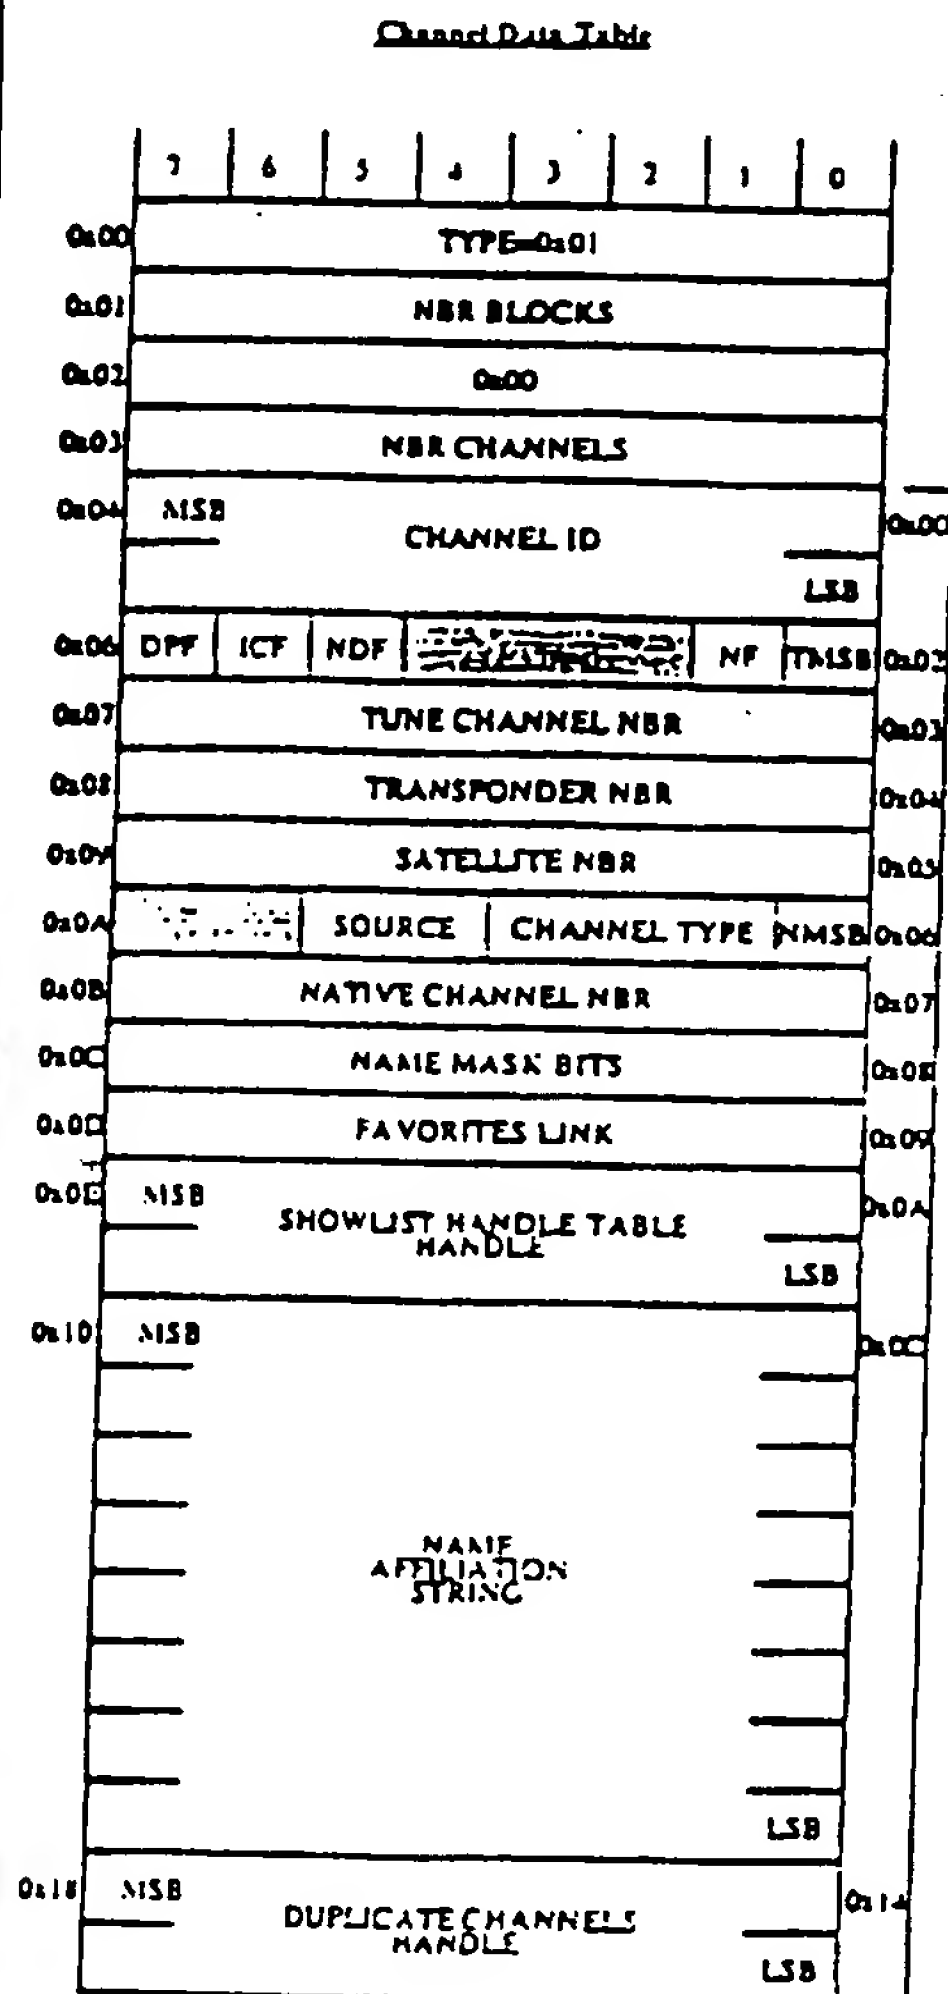 Channel Data Table
7 6 5 4 3 2 1 0
0x00 TYPE=0x01
0x01 NBR BLOCKS
0x02 0x00
0x03 NBR CHANNELS
0x04 MSB CHANNEL ID 0x00
LSB
0x06 DPF ICF NDF NF TMSB 0x02
0x07 TUNE CHANNEL NBR 0x03
0x08 TRANSPONDER NBR 0x04
0x09 SATELLITE NBR 0x05
0x0A SOURCE CHANNEL TYPE NMSB 0x06
0x0B NATIVE CHANNEL NBR 0x07
0x0C NAME MASK BITS 0x08
0x0D FAVORITES LINK 0x09
0x0E MSB 0x0A
SHOWLIST HANDLE TABLE
HANDLE
LSB
0x10 MSB 0x0C
NAME
AFFILIATION
STRING
LSB
0x18 MSB 0x14
DUPLICATE CHANNELS
HANDLE
LSB